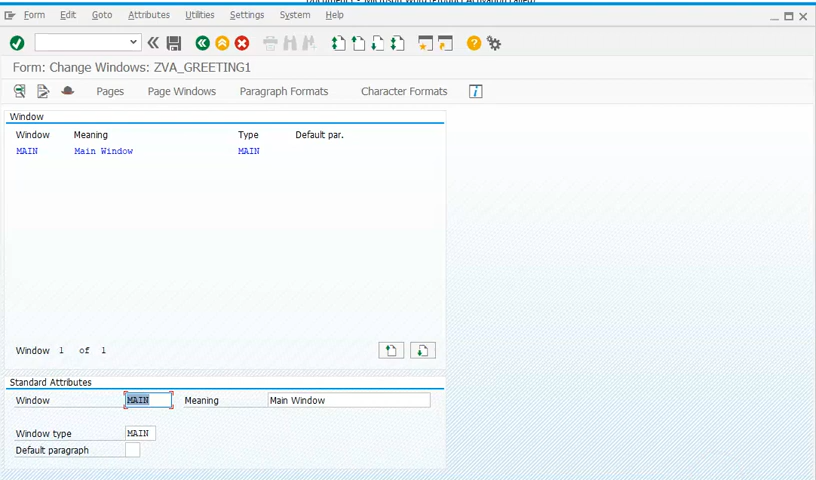 Form Edit Goto Attributes Utilities Settings System Help
Form: Change Windows: ZVA_GREETING1
Pages Page Windows Paragraph Formats Character Formats
Window
Window Meaning Type Default par.
MAIN Main Window MAIN
Window 1 of 1
Standard Attributes
Window MAIN Meaning Main Window
Window type MAIN
Default paragraph